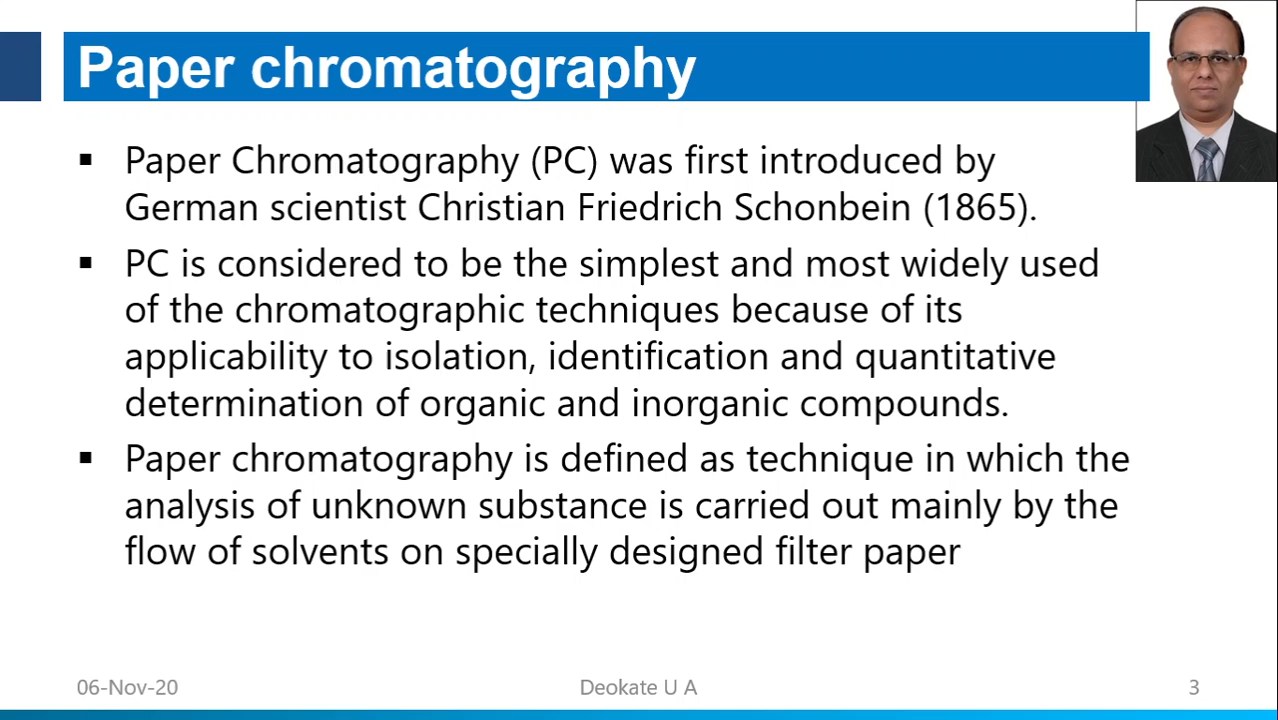 Paper chromatography
▪ Paper Chromatography (PC) was first introduced by
German scientist Christian Friedrich Schonbein (1865).
▪ PC is considered to be the simplest and most widely used
of the chromatographic techniques because of its
applicability to isolation, identification and quantitative
determination of organic and inorganic compounds.
▪ Paper chromatography is defined as technique in which the
analysis of unknown substance is carried out mainly by the
flow of solvents on specially designed filter paper
06-Nov-20
Deokate U A
3